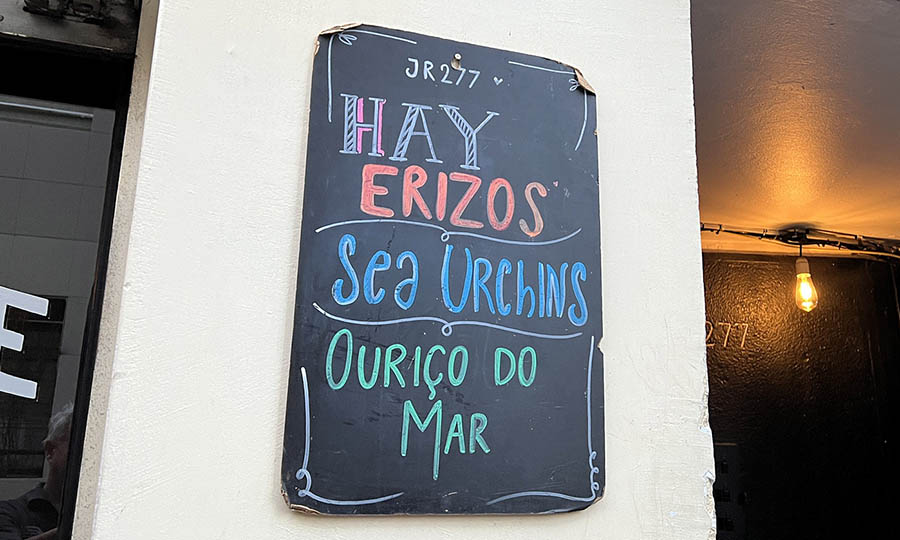 JR277
HAY
ERIZOS
Sea Urchins
Ouriço do
Mar
277